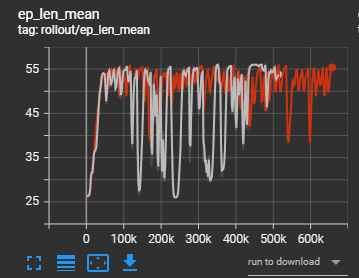 ep_len_mean
tag: rollout/ep_len_mean
55
45
35
25
0 100k 200k 300k 400k 500k 600k
run to download